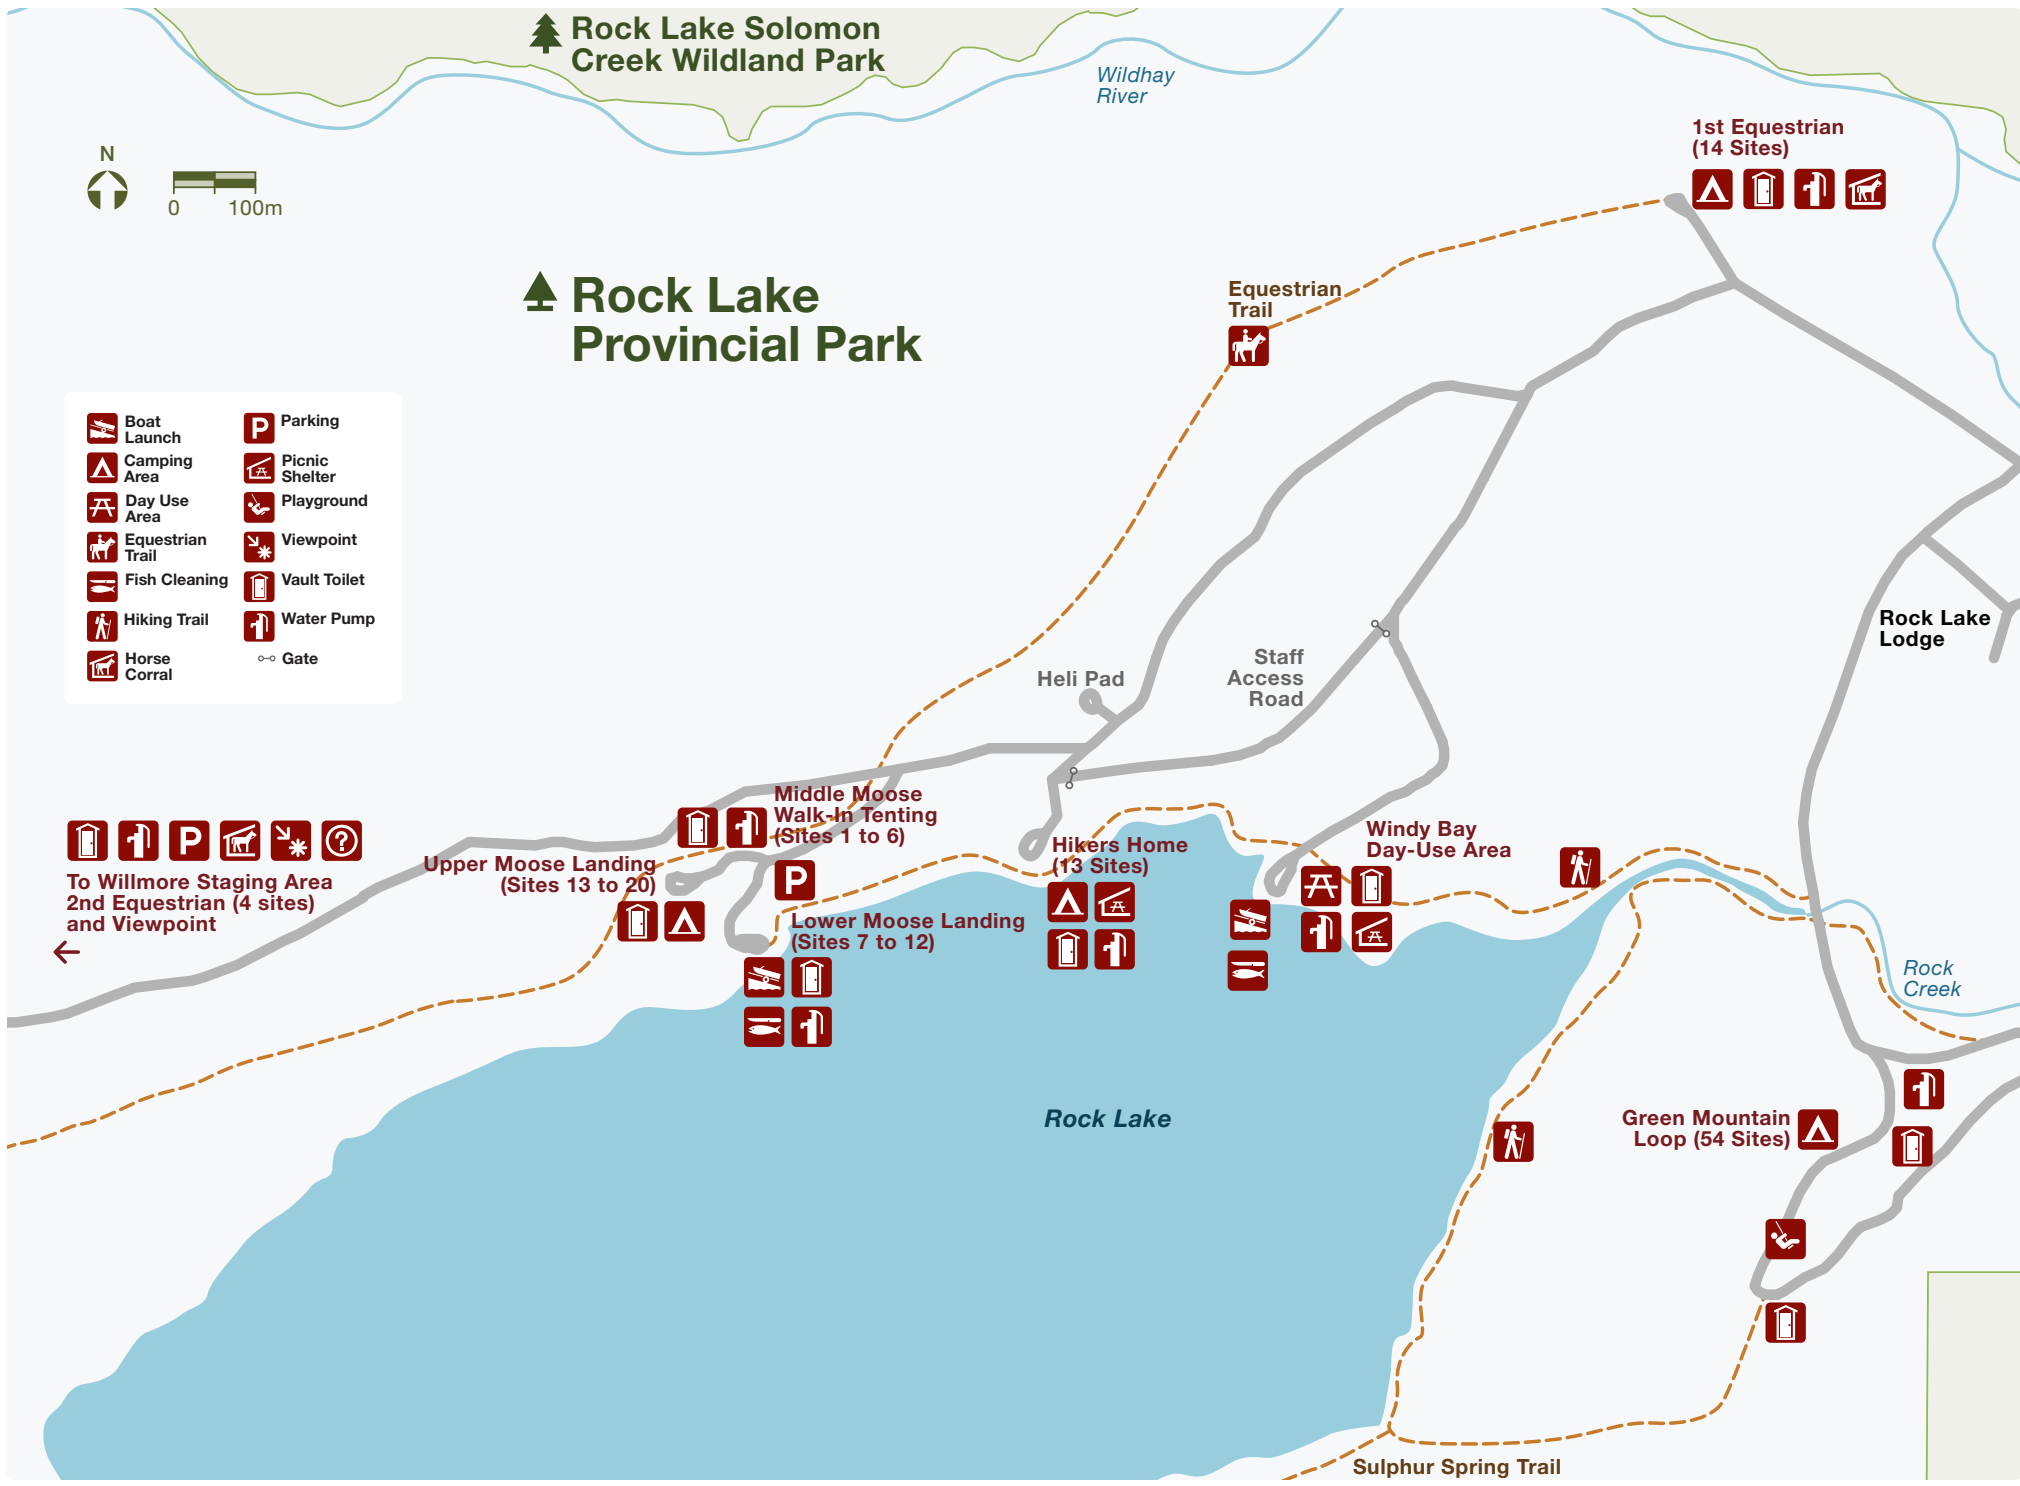 Rock Lake Solomon
Creek Wildland Park
Wildhay
River
1st Equestrian
(14 Sites)
N
0 100m
Rock Lake
Provincial Park
Equestrian
Trail
Boat
Launch
Camping
Area
Day Use
Area
Equestrian
Trail
Fish Cleaning
Hiking Trail
Horse
Corral
P
Parking
Picnic
Shelter
Playground
Viewpoint
Vault Toilet
Water Pump
Gate
Rock Lake
Lodge
Staff
Access
Road
Heli Pad
Middle Moose
Walk-In Tenting
(Sites 1 to 6)
P
?
To Willmore Staging Area
2nd Equestrian (4 sites)
and Viewpoint
Upper Moose Landing
(Sites 13 to 20)
P
Lower Moose Landing
(Sites 7 to 12)
Hikers Home
(13 Sites)
Windy Bay
Day-Use Area
Rock
Creek
Rock Lake
Green Mountain
Loop (54 Sites)
Sulphur Spring Trail